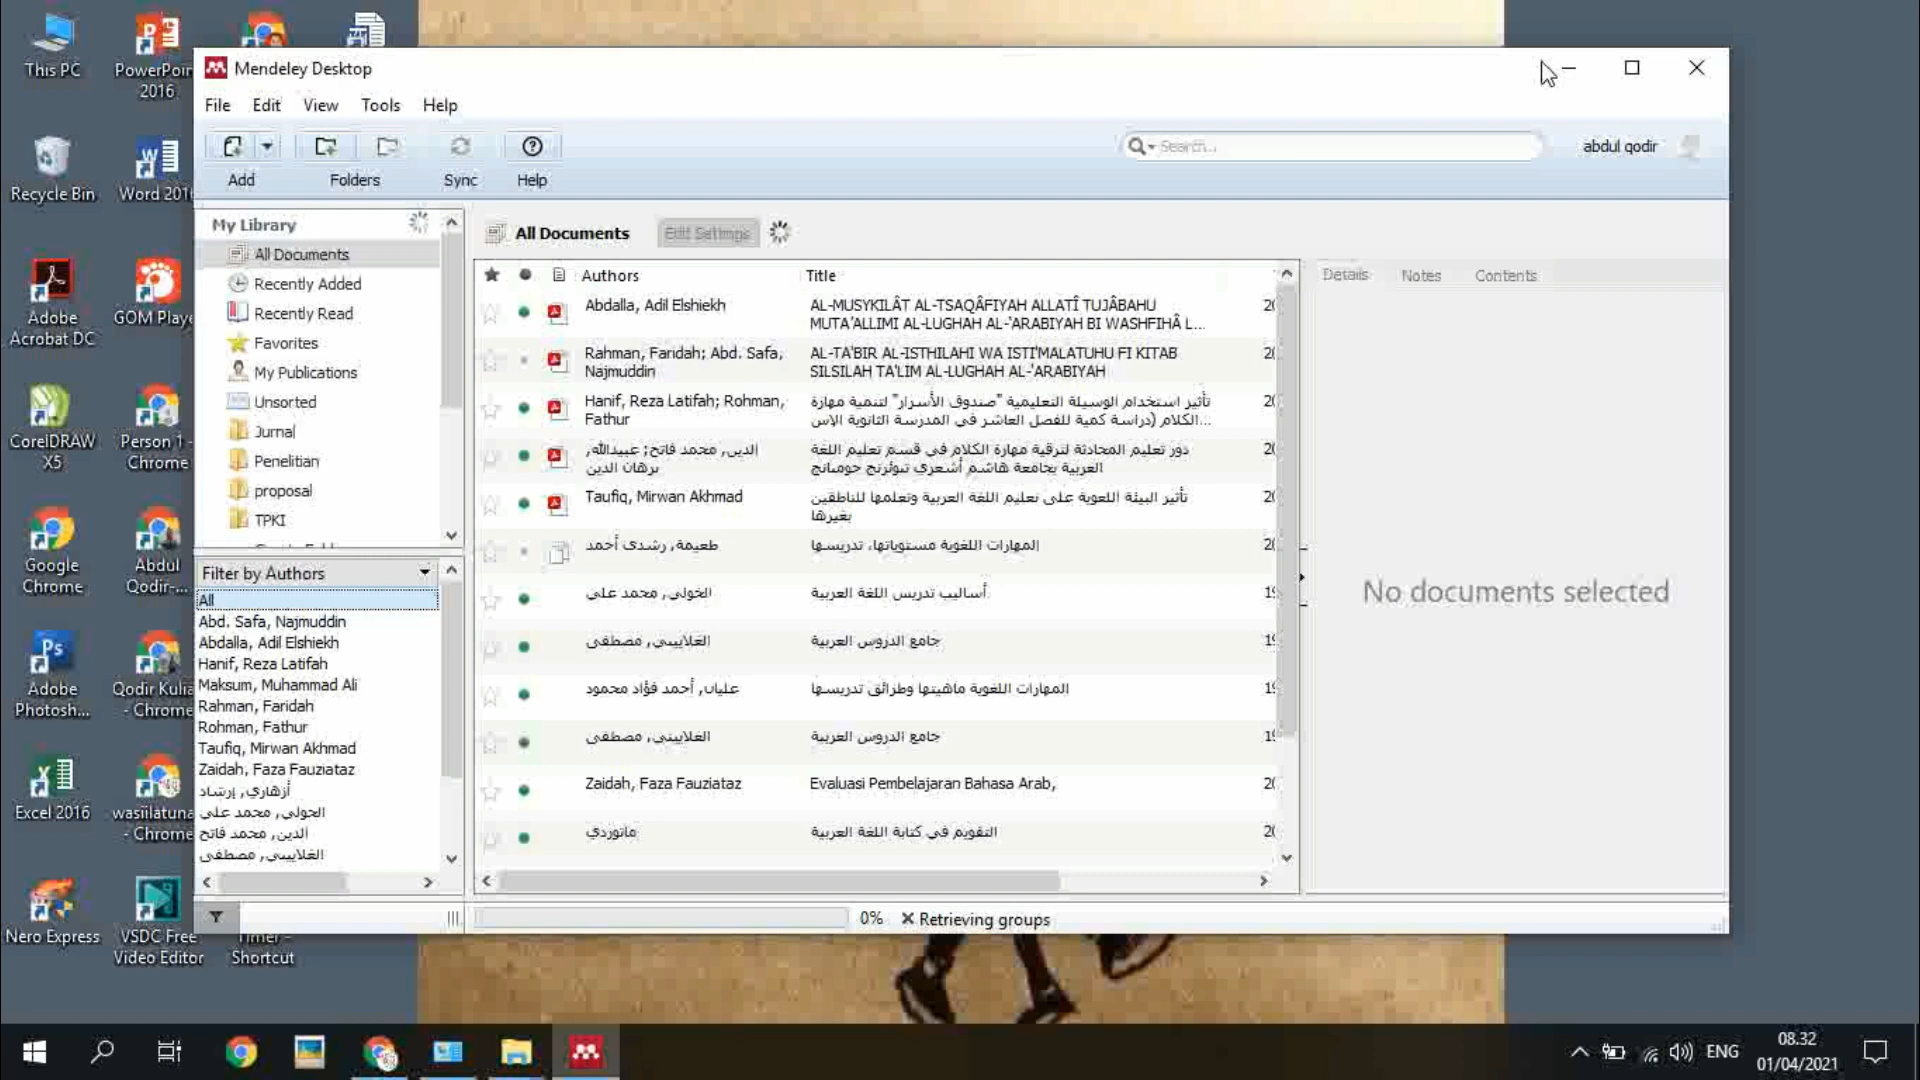 This PC
PowerPoin
2016
Recycle Bin
Word 201
Adobe
Acrobat DC
GOM Playe
CorelDRAW
X5
Person 1 -
Chrome
Google
Chrome
Abdul
Qodir-...
Adobe
Photosh...
Qodir Kulia
- Chrome
Excel 2016
wasiilatuna
- Chrome
Nero Express
VSDC Free
Video Editor
Timer -
Shortcut
Mendeley Desktop
File Edit View Tools Help
Search...
abdul qodir
Add Folders Sync Help
My Library
All Documents
Recently Added
Recently Read
Favorites
My Publications
Unsorted
Jurnal
Penelitian
proposal
TPKI
Filter by Authors
All
Abd. Safa, Najmuddin
Abdalla, Adil Elshiekh
Hanif, Reza Latifah
Maksum, Muhammad Ali
Rahman, Faridah
Rohman, Fathur
Taufiq, Mirwan Akhmad
Zaidah, Faza Fauziataz
أزهاري, إرشاد
الخولي, محمد علي
الدين, محمد فاتح
الغلاييني, مصطفى
All Documents
Edit Settings
Authors Title
Abdalla, Adil Elshiekh
AL-MUSYKILÂT AL-TSAQÂFIYAH ALLATÎ TUJÂBAHU
MUTA'ALLIMI AL-LUGHAH AL-'ARABIYAH BI WASHFIHÂ L...
Rahman, Faridah; Abd. Safa,
Najmuddin
AL-TA'BIR AL-ISTHILAHI WA ISTI'MALATUHU FI KITAB
SILSILAH TA'LIM AL-LUGHAH AL-'ARABIYAH
Hanif, Reza Latifah; Rohman,
Fathur
تأثير استخدام الوسيلة التعليمية "صندوق الأسرار" لتنمية مهارة
الكلام (دراسة كمية للفصل العاشر في المدرسة الثانوية الإس...
الدين, محمد فاتح; عبيدالله,
برهان الدين
دور تعليم المحادثة لترقية مهارة الكلام في قسم تعليم اللغة
العربية بجامعة هاشم أشعري تبوئرنج جومبانج
Taufiq, Mirwan Akhmad
تأثير البيئة اللغوية على تعليم اللغة العربية وتعلمها للناطقين
بغيرها
طعيمة, رشدي أحمد
المهارات اللغوية مستوياتها، تدريسها
الخولي, محمد علي
أساليب تدريس اللغة العربية
الغلاييني, مصطفى
جامع الدروس العربية
عليان, أحمد فؤاد محمود
المهارات اللغوية ماهيتها وطرائق تدريسها
الغلاييني, مصطفى
جامع الدروس العربية
Zaidah, Faza Fauziataz
Evaluasi Pembelajaran Bahasa Arab,
مانوردي
التقويم في كتابة اللغة العربية
Details Notes Contents
No documents selected
0% Retrieving groups
ENG
08.32
01/04/2021